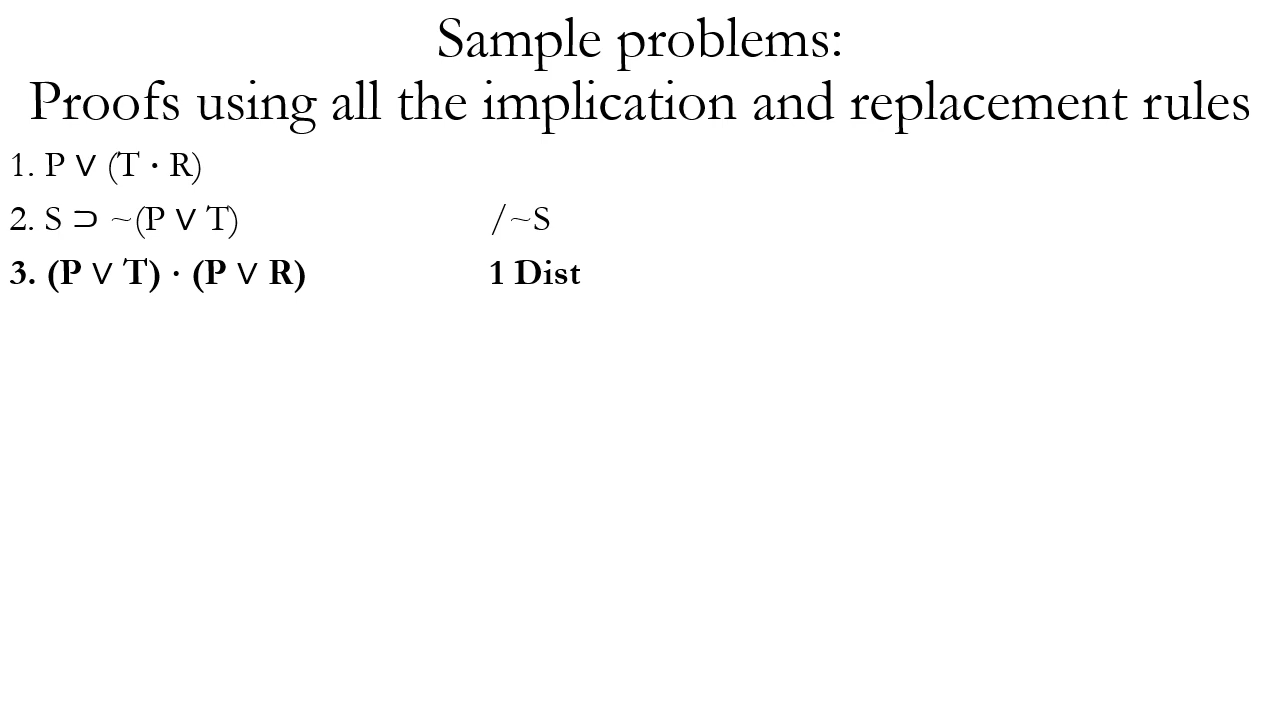 Sample problems:
Proofs using all the implication and replacement rules
1. P ∨ (T · R)
2. S ⊃ ~(P ∨ T) /~S
3. (P ∨ T) · (P ∨ R) 1 Dist